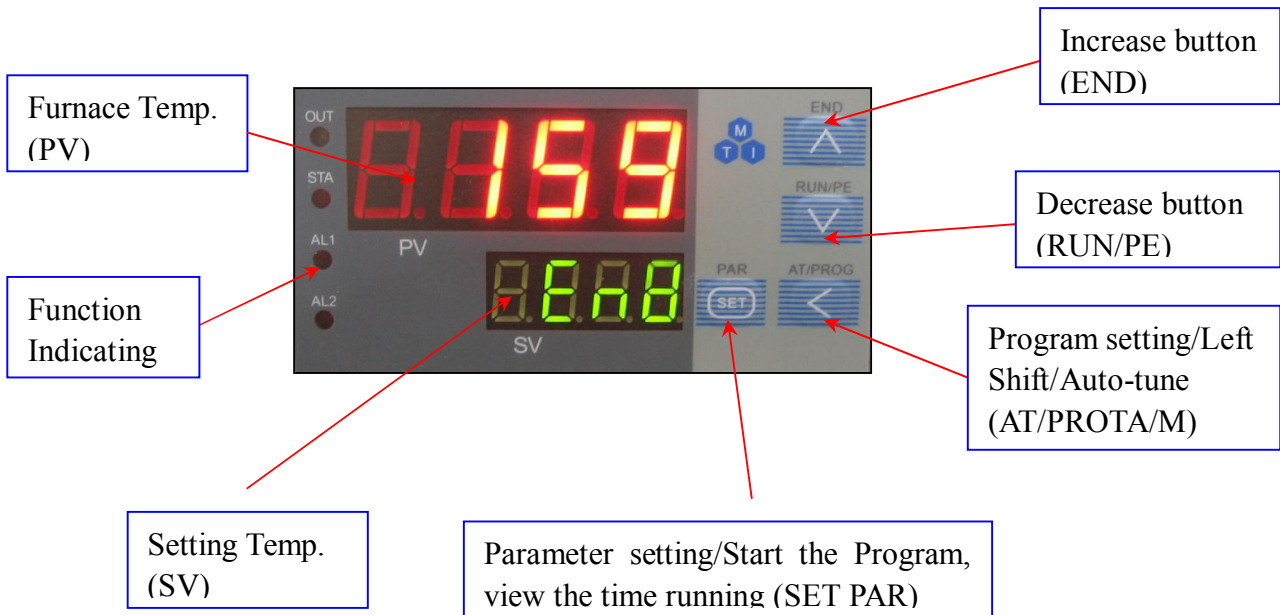 Increase button
(END)
Furnace Temp.
(PV)
OUT
STA
AL1
AL2
159
PV
End
SV
M
T I
END
RUN/PE
PAR
AT/PROG
SET
Decrease button
(RUN/PE)
Function
Indicating
Program setting/Left
Shift/Auto-tune
(AT/PROTA/M)
Setting Temp.
(SV)
Parameter setting/Start the Program,
view the time running (SET PAR)